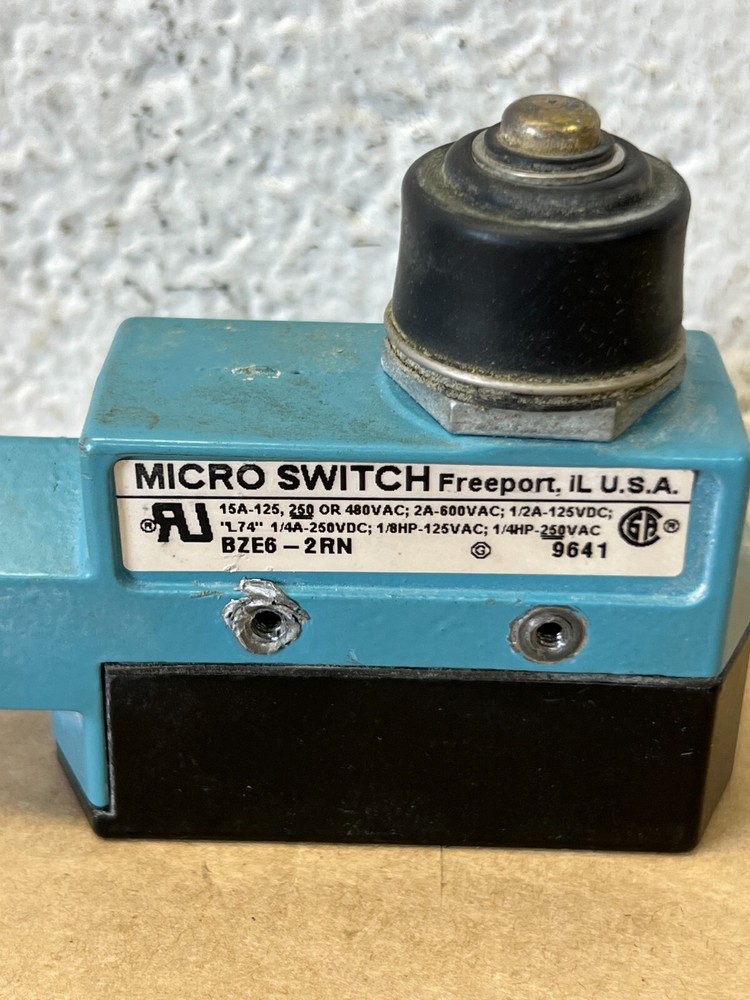 MICRO SWITCH Freeport, IL U.S.A.
15A-125, 250 OR 480VAC; 2A-600VAC; 1/2A-125VDC;
"L74" 1/4A-250VDC; 1/8HP-125VAC; 1/4HP-250VAC
BZE6-2RN G 9641